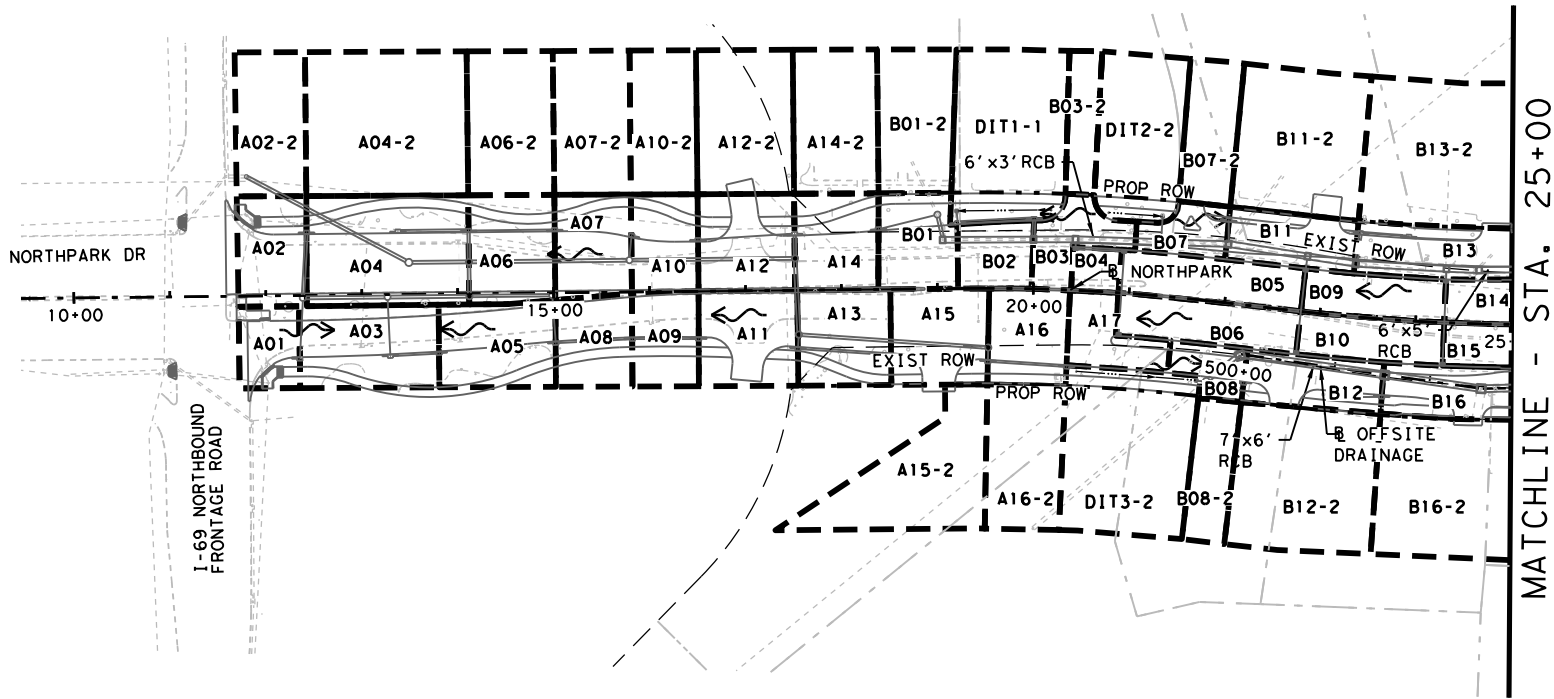 A02-2
A04-2
A06-2
A07-2
A10-2
A12-2
A14-2
B01-2
DIT1-1
B03-2
DIT2-2
B07-2
B11-2
B13-2
6'x3' RCB
PROP ROW
NORTHPARK DR
A02
A04
A06
A07
A10
A12
A14
B01
B02
B03
B04
B07
B11
EXIST ROW
B13
NORTHPARK
B05
B09
B14
10+00
15+00
20+00
A01
A03
A05
A08
A09
A11
A13
A15
A16
A17
B06
B10
6'x5'
RCB
B15
25
EXIST ROW
500+00
B08
B12
B16
PROP ROW
OFFSITE
DRAINAGE
RCB
A15-2
A16-2
DIT3-2
B08-2
B12-2
B16-2
I-69 NORTHBOUND
FRONTAGE ROAD
MATCHLINE - STA. 25+00